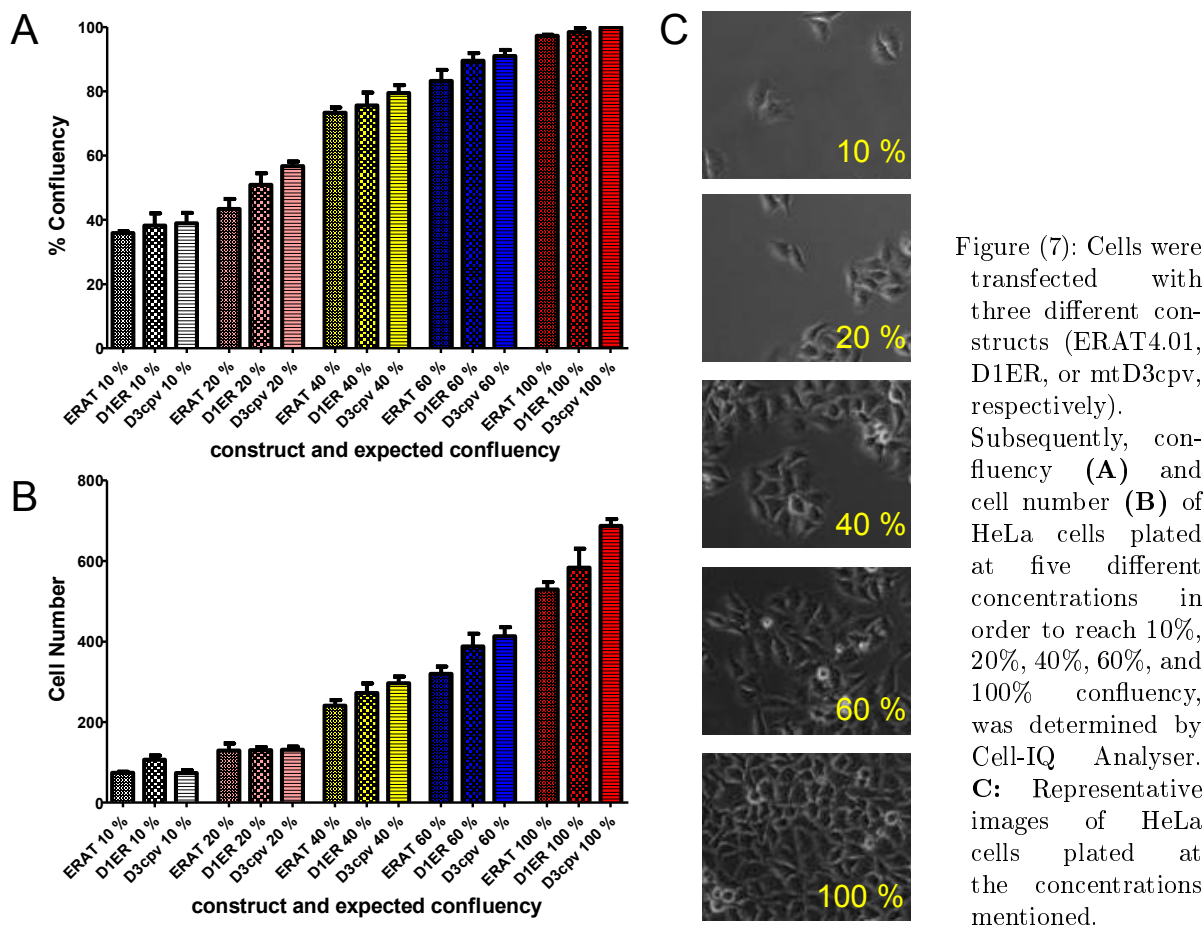 A
100
80
60
40
20
0
% Confluency
ERAT 10 %
D1ER 10 %
D3cpv 10 %
ERAT 20 %
D1ER 20 %
D3cpv 20 %
ERAT 40 %
D1ER 40 %
D3cpv 40 %
ERAT 60 %
D1ER 60 %
D3cpv 60 %
ERAT 100 %
D1ER 100 %
D3cpv 100 %
construct and expected confluency
B
800
600
400
200
0
Cell Number
ERAT 10 %
D1ER 10 %
D3cpv 10 %
ERAT 20 %
D1ER 20 %
D3cpv 20 %
ERAT 40 %
D1ER 40 %
D3cpv 40 %
ERAT 60 %
D1ER 60 %
D3cpv 60 %
ERAT 100 %
D1ER 100 %
D3cpv 100 %
construct and expected confluency
C
10 %
20 %
40 %
60 %
100 %
Figure (7): Cells were
transfected with
three different con-
structs (ERAT4.01,
D1ER, or mtD3cpv,
respectively).
Subsequently, con-
fluency (A) and
cell number (B) of
HeLa cells plated
at five different
concentrations in
order to reach 10%,
20%, 40%, 60%, and
100% confluency,
was determined by
Cell-IQ Analyser.
C: Representative
images of HeLa
cells plated at
the concentrations
mentioned.